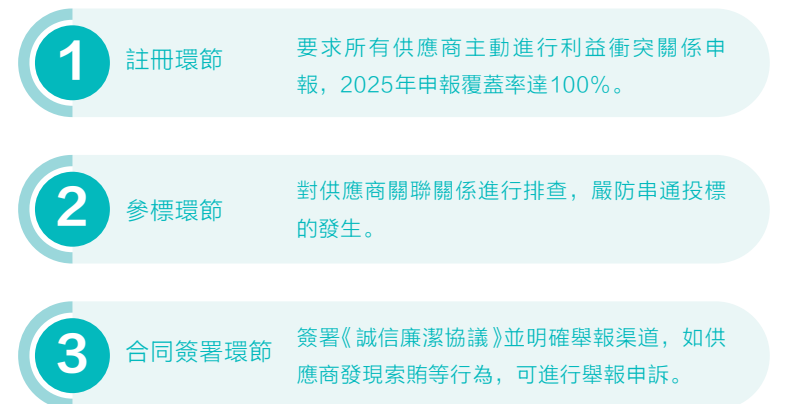 1
註冊環節
要求所有供應商主動進行利益衝突關係申
報，2025年申報覆蓋率達100%。
2
參標環節
對供應商關聯關係進行排查，嚴防串通投標
的發生。
3
合同簽署環節
簽署《誠信廉潔協議》並明確舉報渠道，如供
應商發現索賄等行為，可進行舉報申訴。